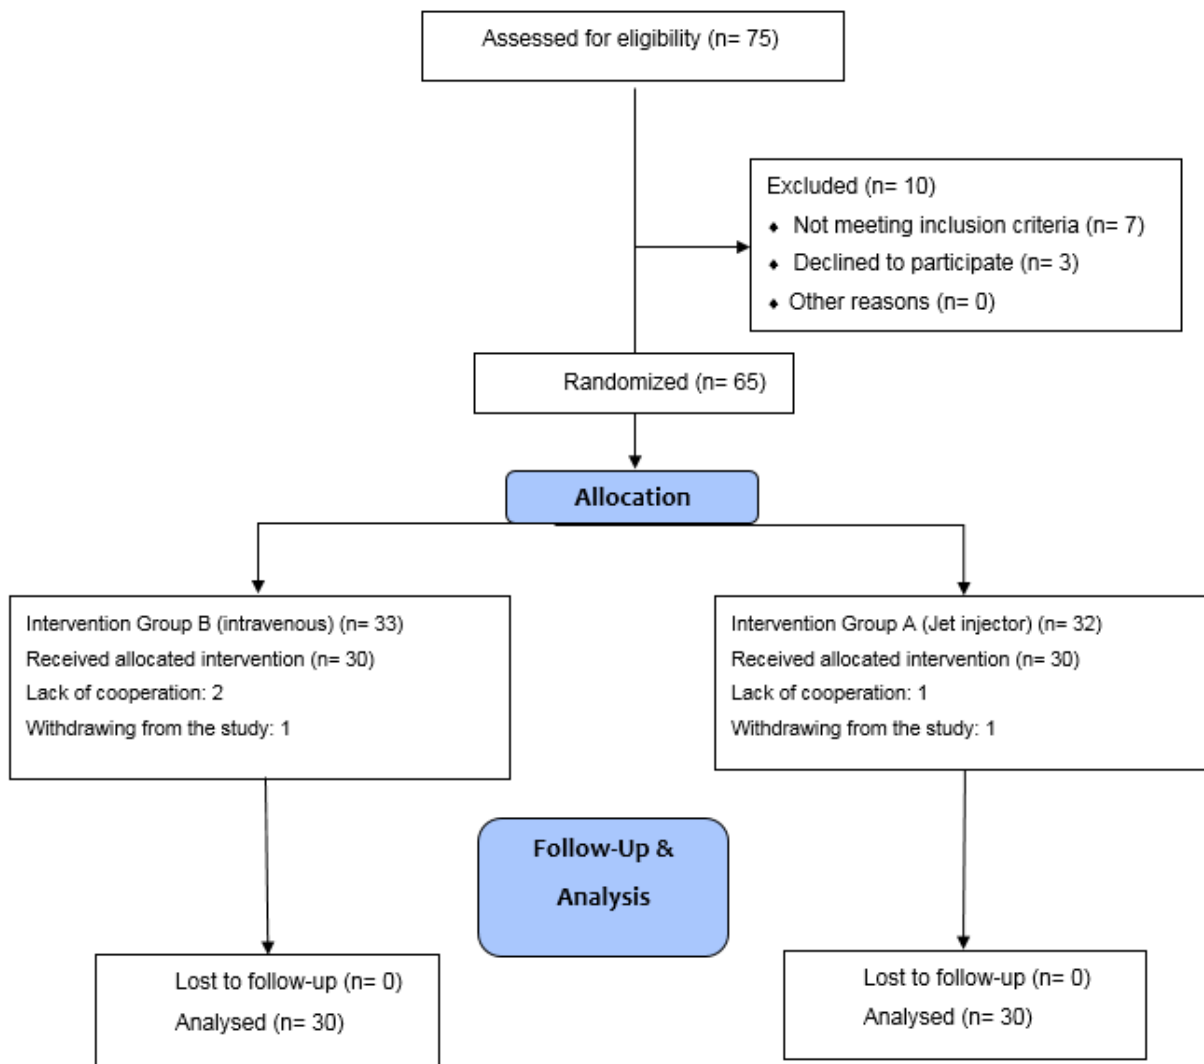 Assessed for eligibility (n= 75)
Excluded (n= 10)
⬧ Not meeting inclusion criteria (n= 7)
⬧ Declined to participate (n= 3)
⬧ Other reasons (n= 0)
Randomized (n= 65)
Allocation
Intervention Group B (intravenous) (n= 33)
Received allocated intervention (n= 30)
Lack of cooperation: 2
Withdrawing from the study: 1
Intervention Group A (Jet injector) (n= 32)
Received allocated intervention (n= 30)
Lack of cooperation: 1
Withdrawing from the study: 1
Follow-Up &
Analysis
Lost to follow-up (n= 0)
Analysed (n= 30)
Lost to follow-up (n= 0)
Analysed (n= 30)